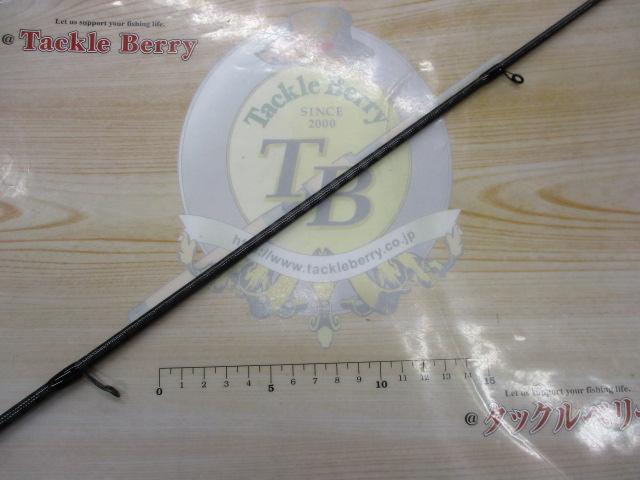 Let us support your fishing life.
@ Tackle Berry
Tackle Berry
SINCE
2000
TB
http://www.tackleberry.co.jp
0 1 2 3 4 5 6 7 8 9 10 11 12 13 14 15
Let us support your fishing life.
@ タックルベリー